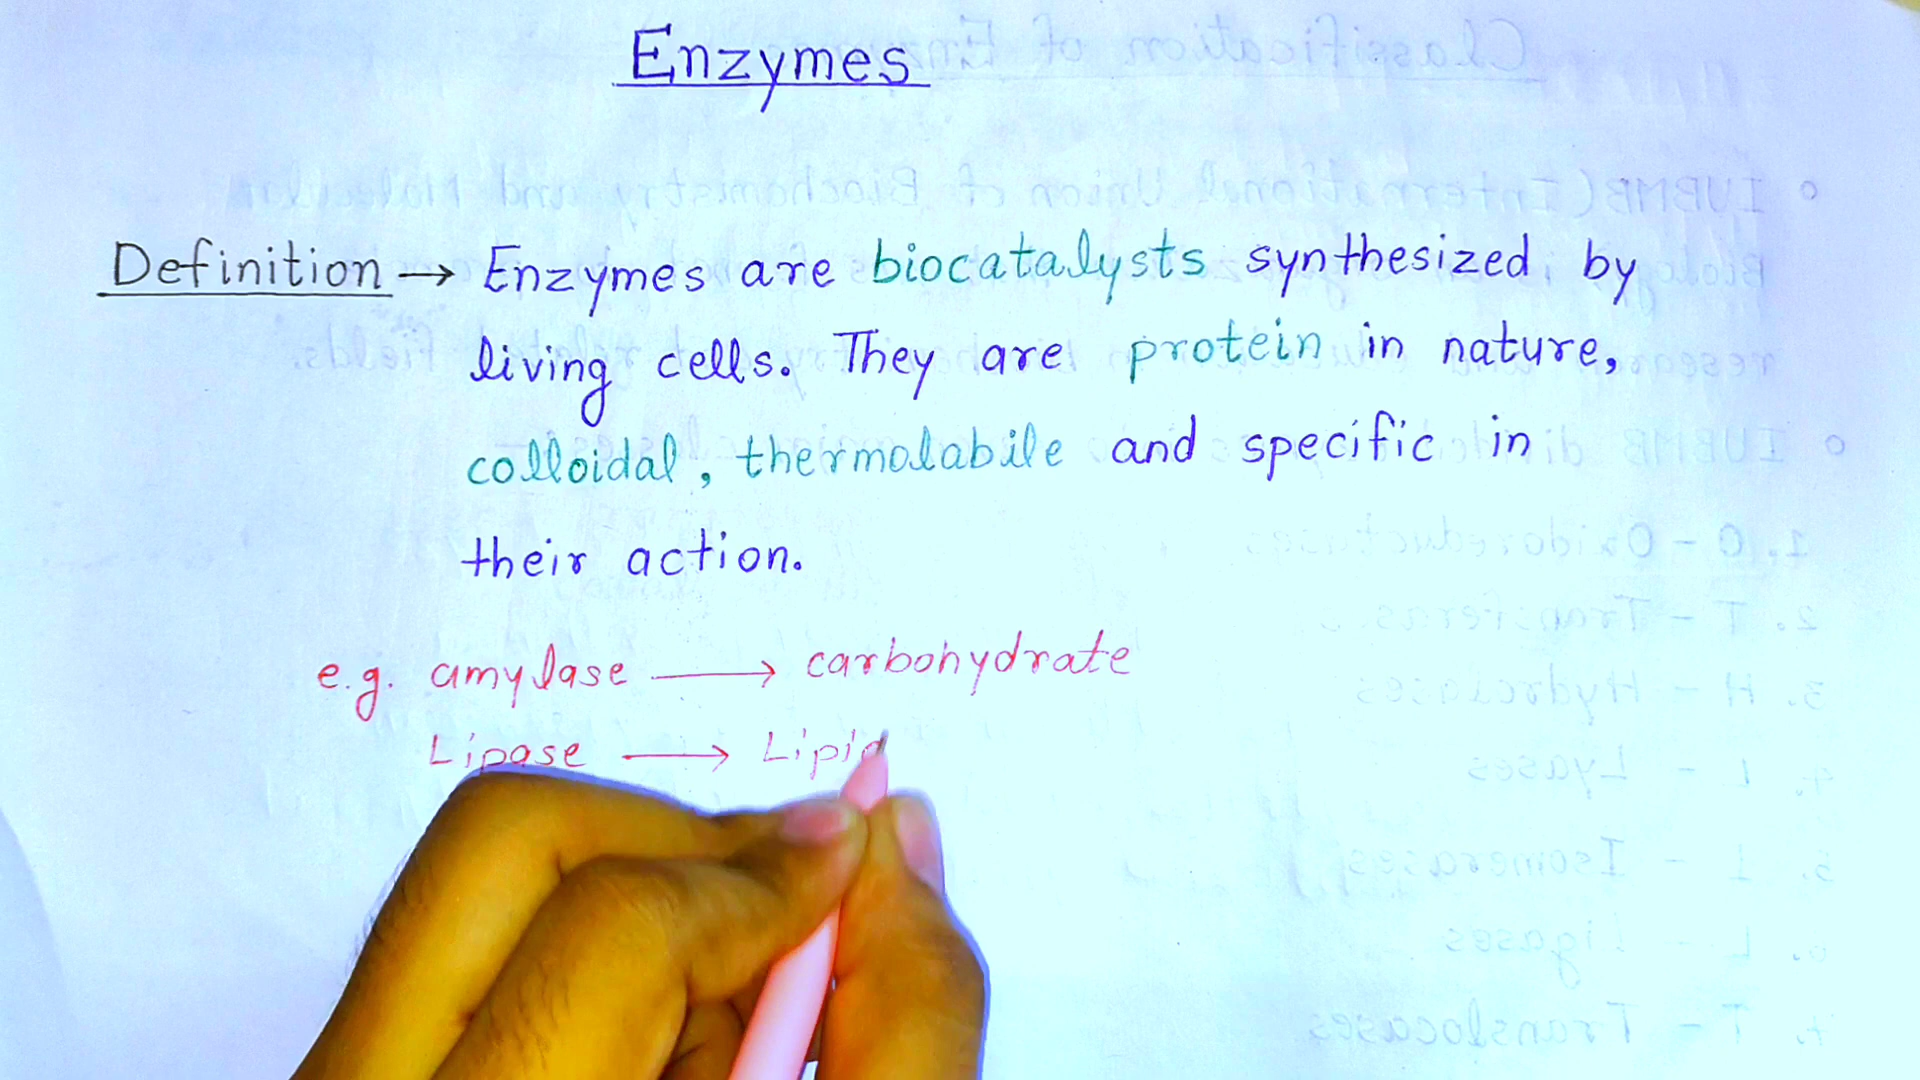 Enzymes
Definition → Enzymes are biocatalysts synthesized by
living cells. They are protein in nature,
colloidal, thermolabile and specific in
their action.
e.g. amylase → carbohydrate
Lipase → Lipid